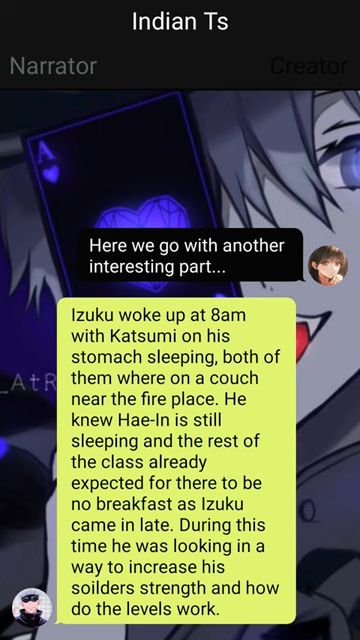 Indian Ts
Narrator
Creator
A
Here we go with another
interesting part...
Izuku woke up at 8am
with Katsumi on his
stomach sleeping, both of
them where on a couch
near the fire place. He
knew Hae-In is still
sleeping and the rest of
the class already
expected for there to be
no breakfast as Izuku
came in late. During this
time he was looking in a
way to increase his
soilders strength and how
do the levels work.
_AtR